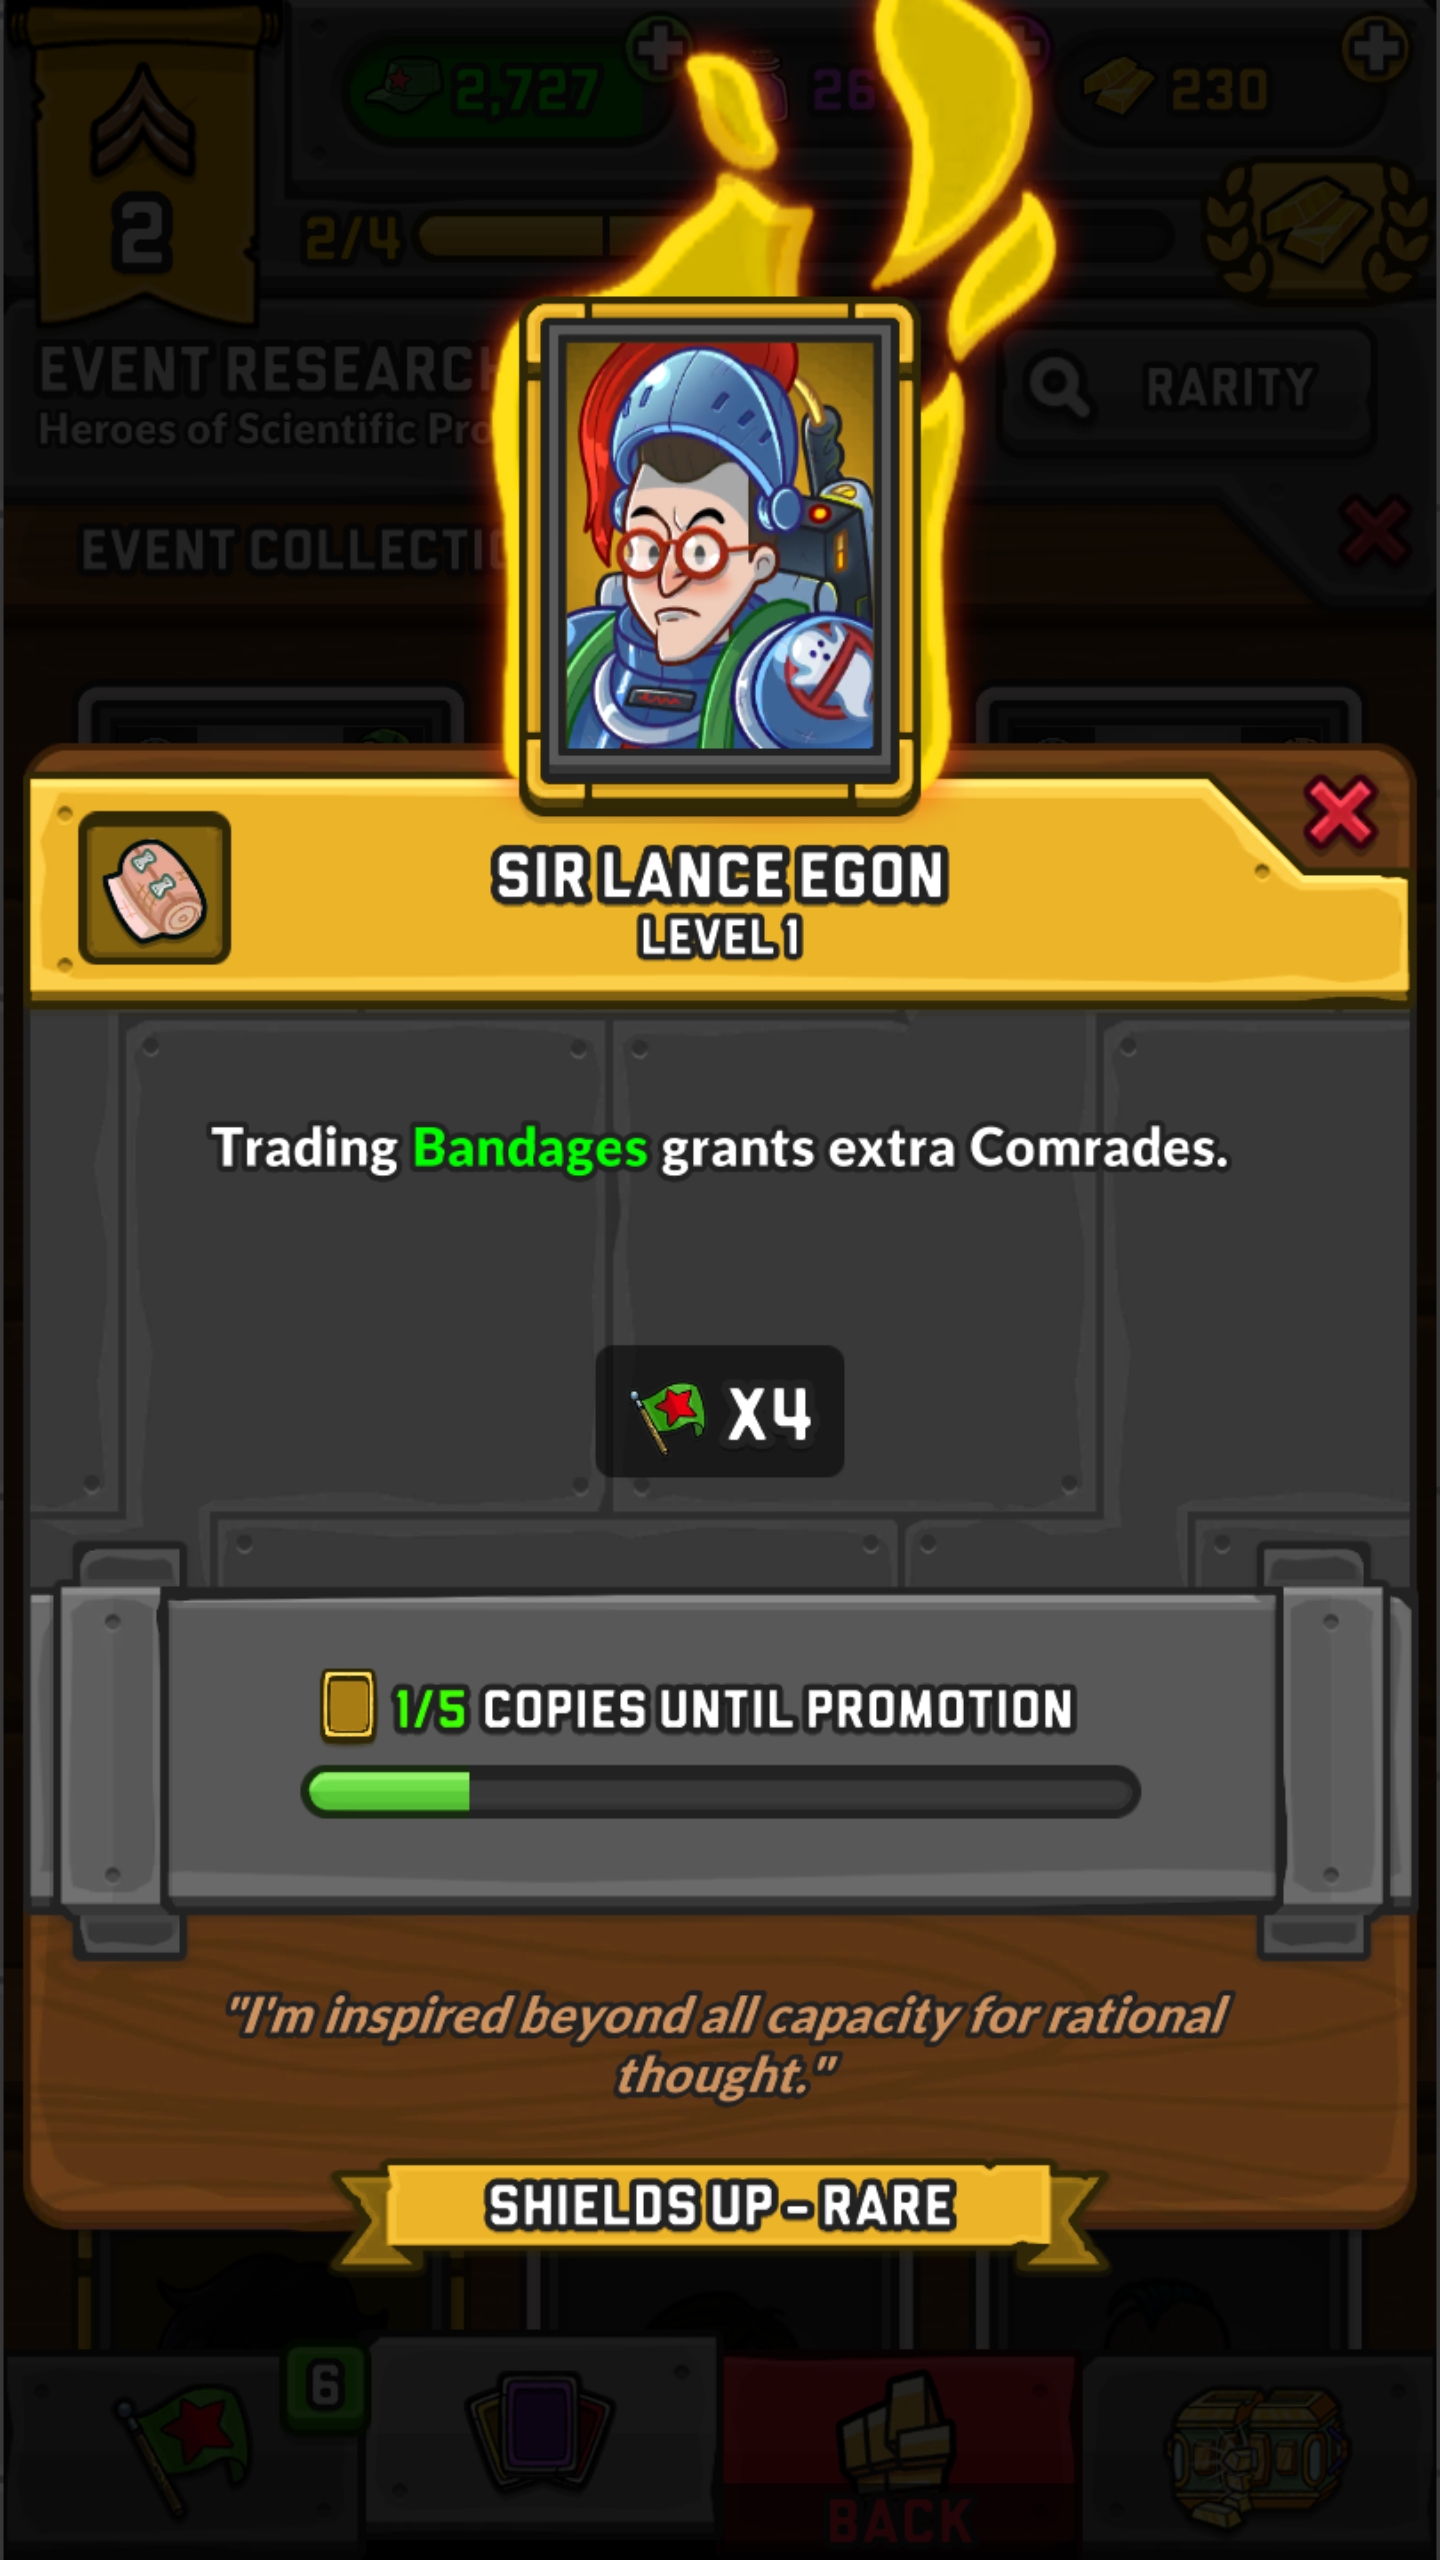 2,727
230
2
2/4
EVENT RESEARCH
RARITY
Heroes of Scientific Pro
EVENT COLLECTIO
SIR LANCE EGON
LEVEL 1
Trading Bandages grants extra Comrades.
X4
1/5 COPIES UNTIL PROMOTION
"I'm inspired beyond all capacity for rational
thought."
SHIELDS UP - RARE
6
BACK